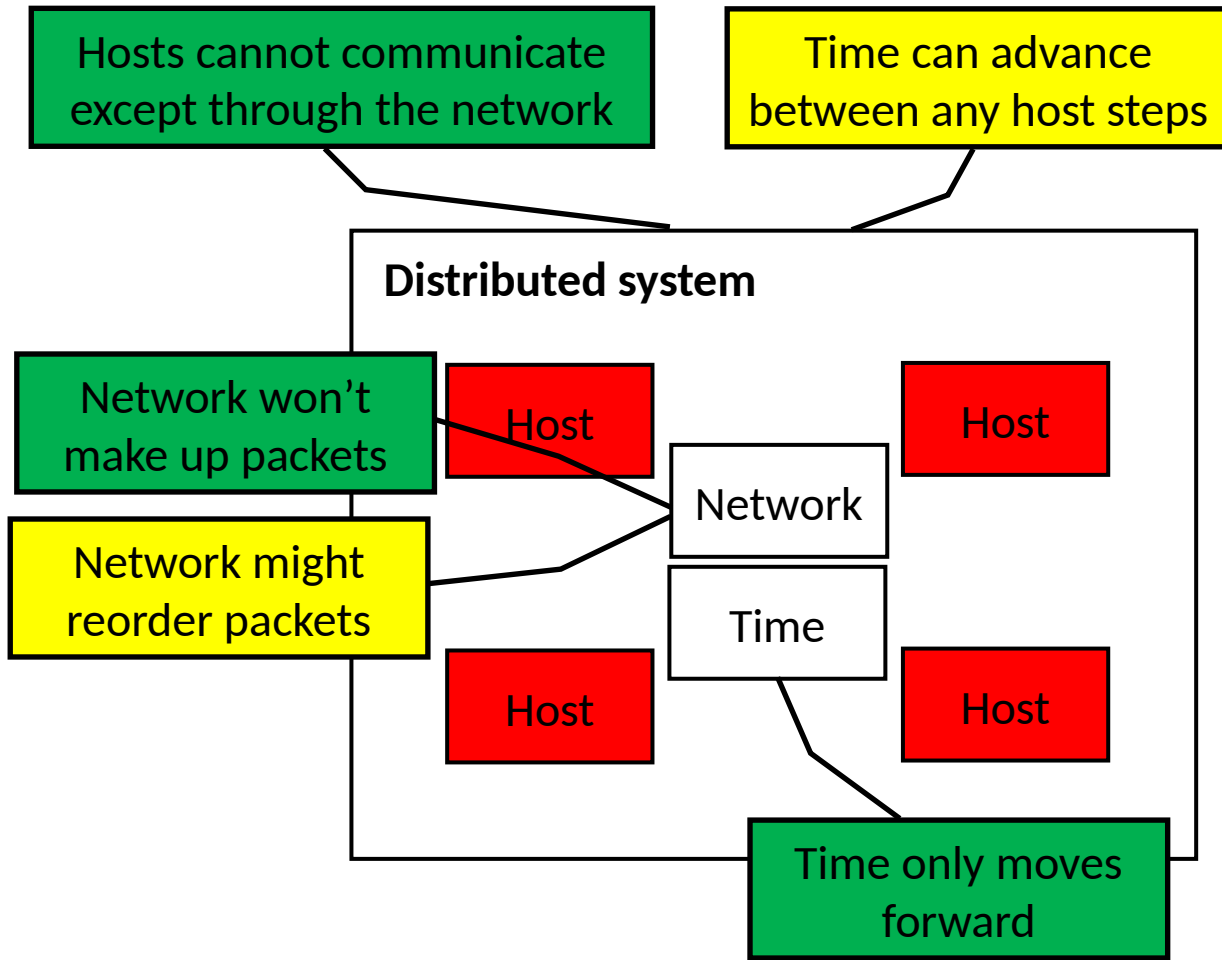 Hosts cannot communicate
except through the network
Time can advance
between any host steps
Distributed system
Network won’t
make up packets
Host
Host
Network
Network might
reorder packets
Time
Host
Host
Time only moves
forward